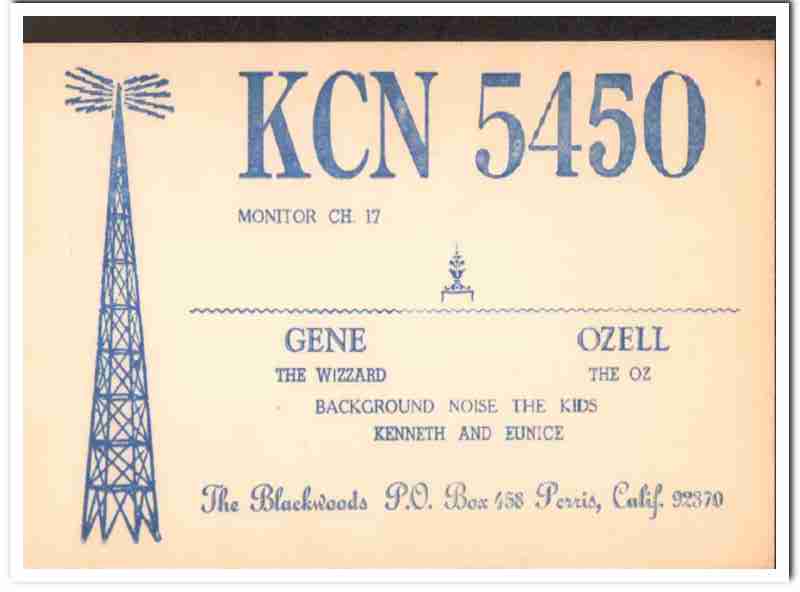 KCN 5450
MONITOR CH. 17
GENE OZELL
THE WIZZARD THE OZ
BACKGROUND NOISE THE KIDS
KENNETH AND EUNICE
The Blackwoods P.O. Box 458 Perris, Calif. 92370